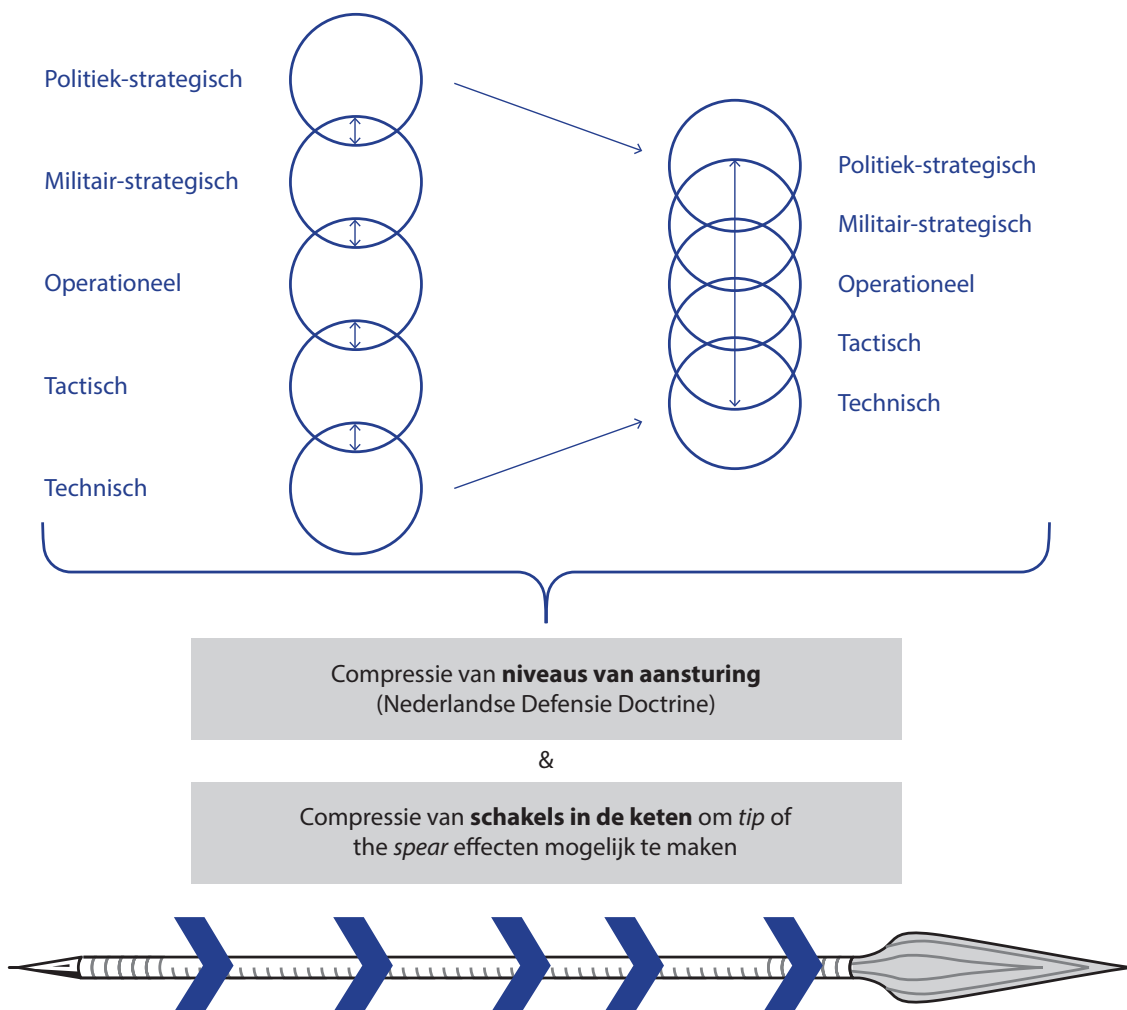 Politiek-strategisch
Militair-strategisch
Operationeel
Tactisch
Technisch
Politiek-strategisch
Militair-strategisch
Operationeel
Tactisch
Technisch
Compressie van niveaus van aansturing
(Nederlandse Defensie Doctrine)
&
Compressie van schakels in de keten om tip of
the spear effecten mogelijk te maken